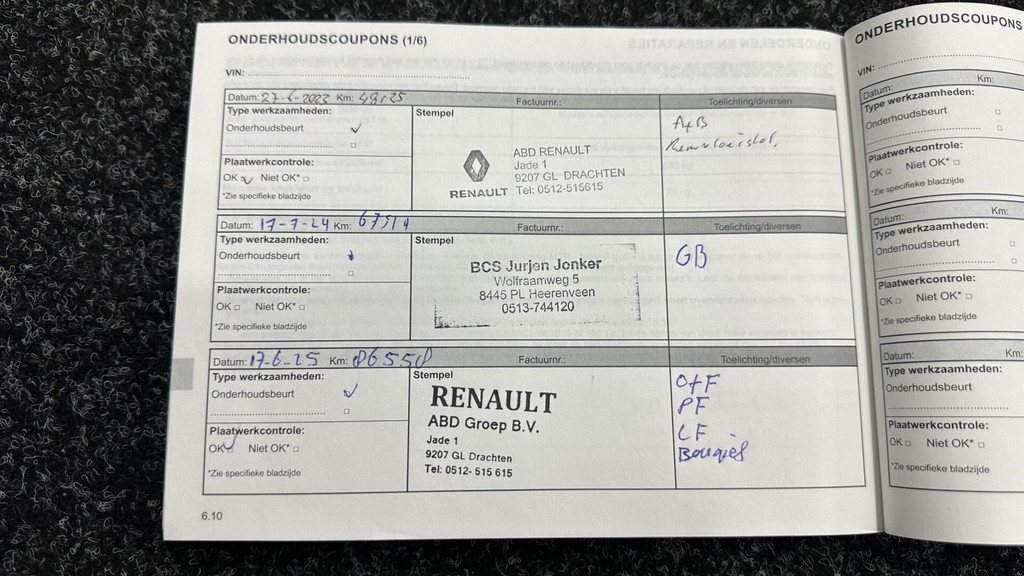 ONDERHOUDSCOUPONS (1/6)
VIN:
Datum: 27-6-2023 Km: 49125 Factuurnr.: Toelichting/diversen
Type werkzaamheden:
Onderhoudsbeurt
Plaatwerkcontrole:
OK Niet OK*
*Zie specifieke bladzijde
Stempel
RENAULT
ABD RENAULT
Jade 1
9207 GL DRACHTEN
Tel: 0512-515615
A+B
Remvloeistof,
Datum: 17-7-24 Km: 67514 Factuurnr.: Toelichting/diversen
Type werkzaamheden:
Onderhoudsbeurt
Plaatwerkcontrole:
OK Niet OK*
*Zie specifieke bladzijde
Stempel
BCS Jurjen Jonker
Wolfraamweg 5
8445 PL Heerenveen
0513-744120
GB
Datum: 17-6-25 Km: 86558 Factuurnr.: Toelichting/diversen
Type werkzaamheden:
Onderhoudsbeurt
Plaatwerkcontrole:
OK Niet OK*
*Zie specifieke bladzijde
Stempel
RENAULT
ABD Groep B.V.
Jade 1
9207 GL Drachten
Tel: 0512- 515 615
O+F
PF
LF
Bougies
6.10
ONDERHOUDSCOUPONS
VIN:
Datum: Km:
Type werkzaamheden:
Onderhoudsbeurt
Plaatwerkcontrole:
OK Niet OK*
*Zie specifieke bladzijde
Datum: Km:
Type werkzaamheden:
Onderhoudsbeurt
Plaatwerkcontrole:
OK Niet OK*
*Zie specifieke bladzijde
Datum: Km:
Type werkzaamheden:
Onderhoudsbeurt
Plaatwerkcontrole:
OK Niet OK*
*Zie specifieke bladzijde